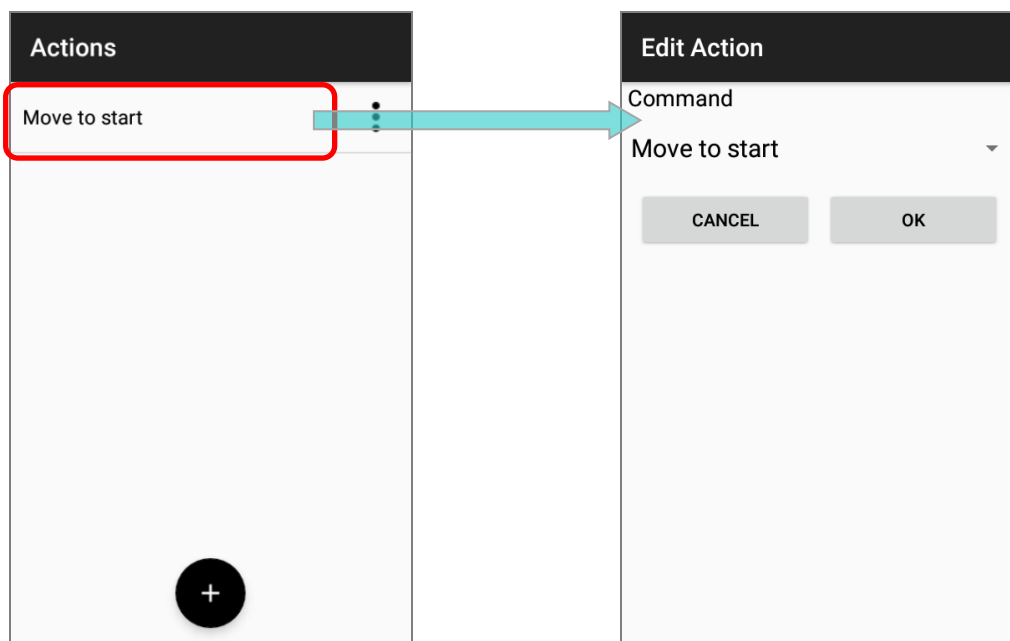 Actions
Move to start
+
Edit Action
Command
Move to start
CANCEL
OK